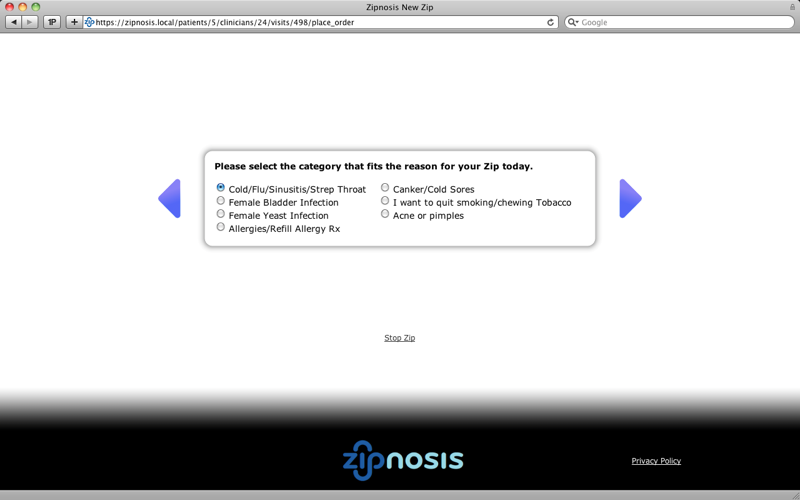 Zipnosis New Zip
1P
+
https://zipnosis.local/patients/5/clinicians/24/visits/498/place_order
Google
Please select the category that fits the reason for your Zip today.
Cold/Flu/Sinusitis/Strep Throat
Female Bladder Infection
Female Yeast Infection
Allergies/Refill Allergy Rx
Canker/Cold Sores
I want to quit smoking/chewing Tobacco
Acne or pimples
Stop Zip
zipnosis
Privacy Policy